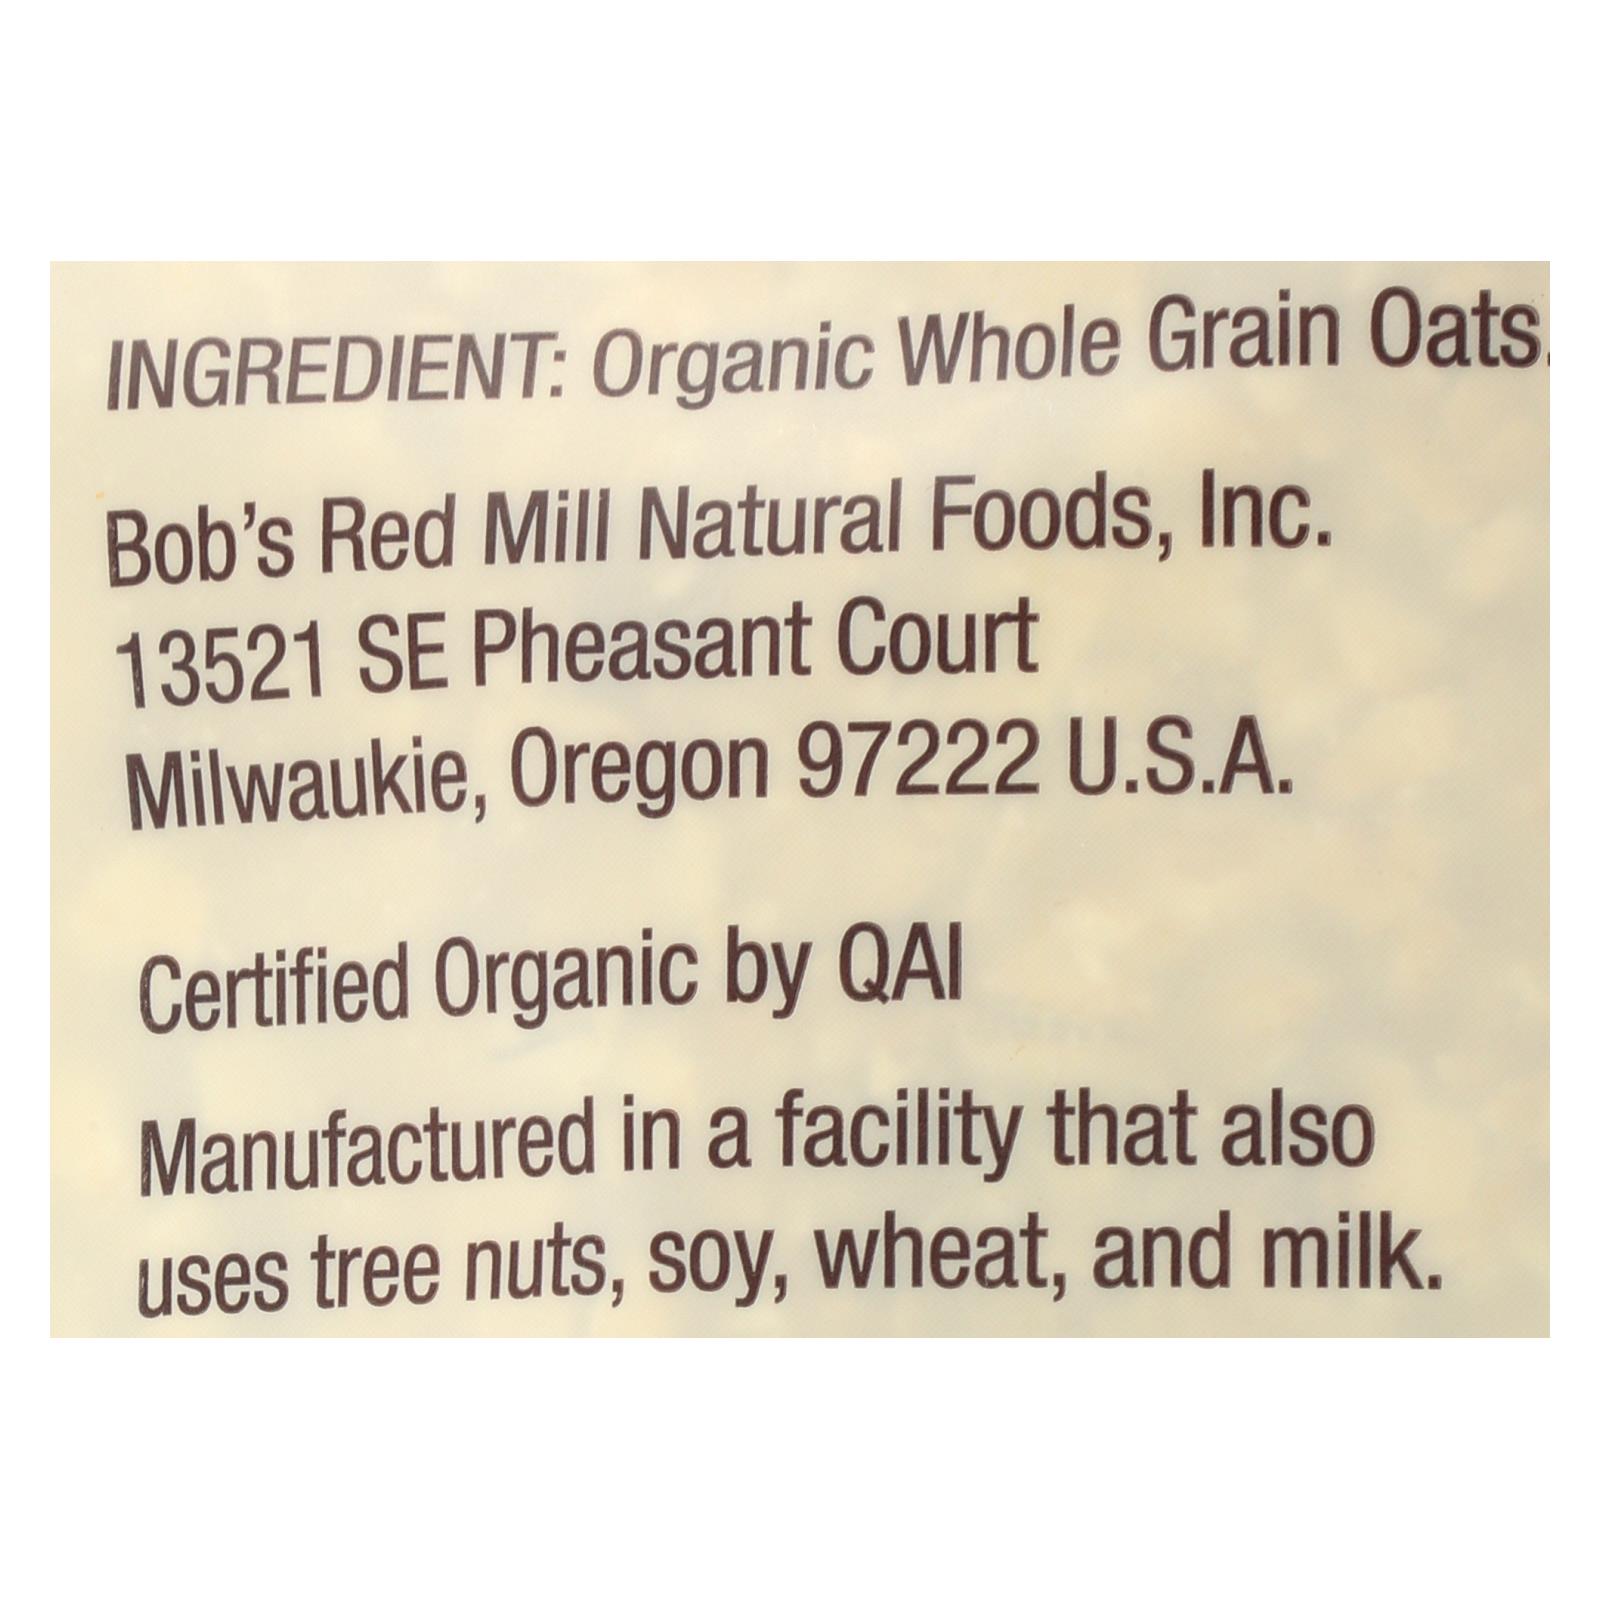 INGREDIENT: Organic Whole Grain Oats.
Bob's Red Mill Natural Foods, Inc.
13521 SE Pheasant Court
Milwaukie, Oregon 97222 U.S.A.
Certified Organic by QAI
Manufactured in a facility that also
uses tree nuts, soy, wheat, and milk.